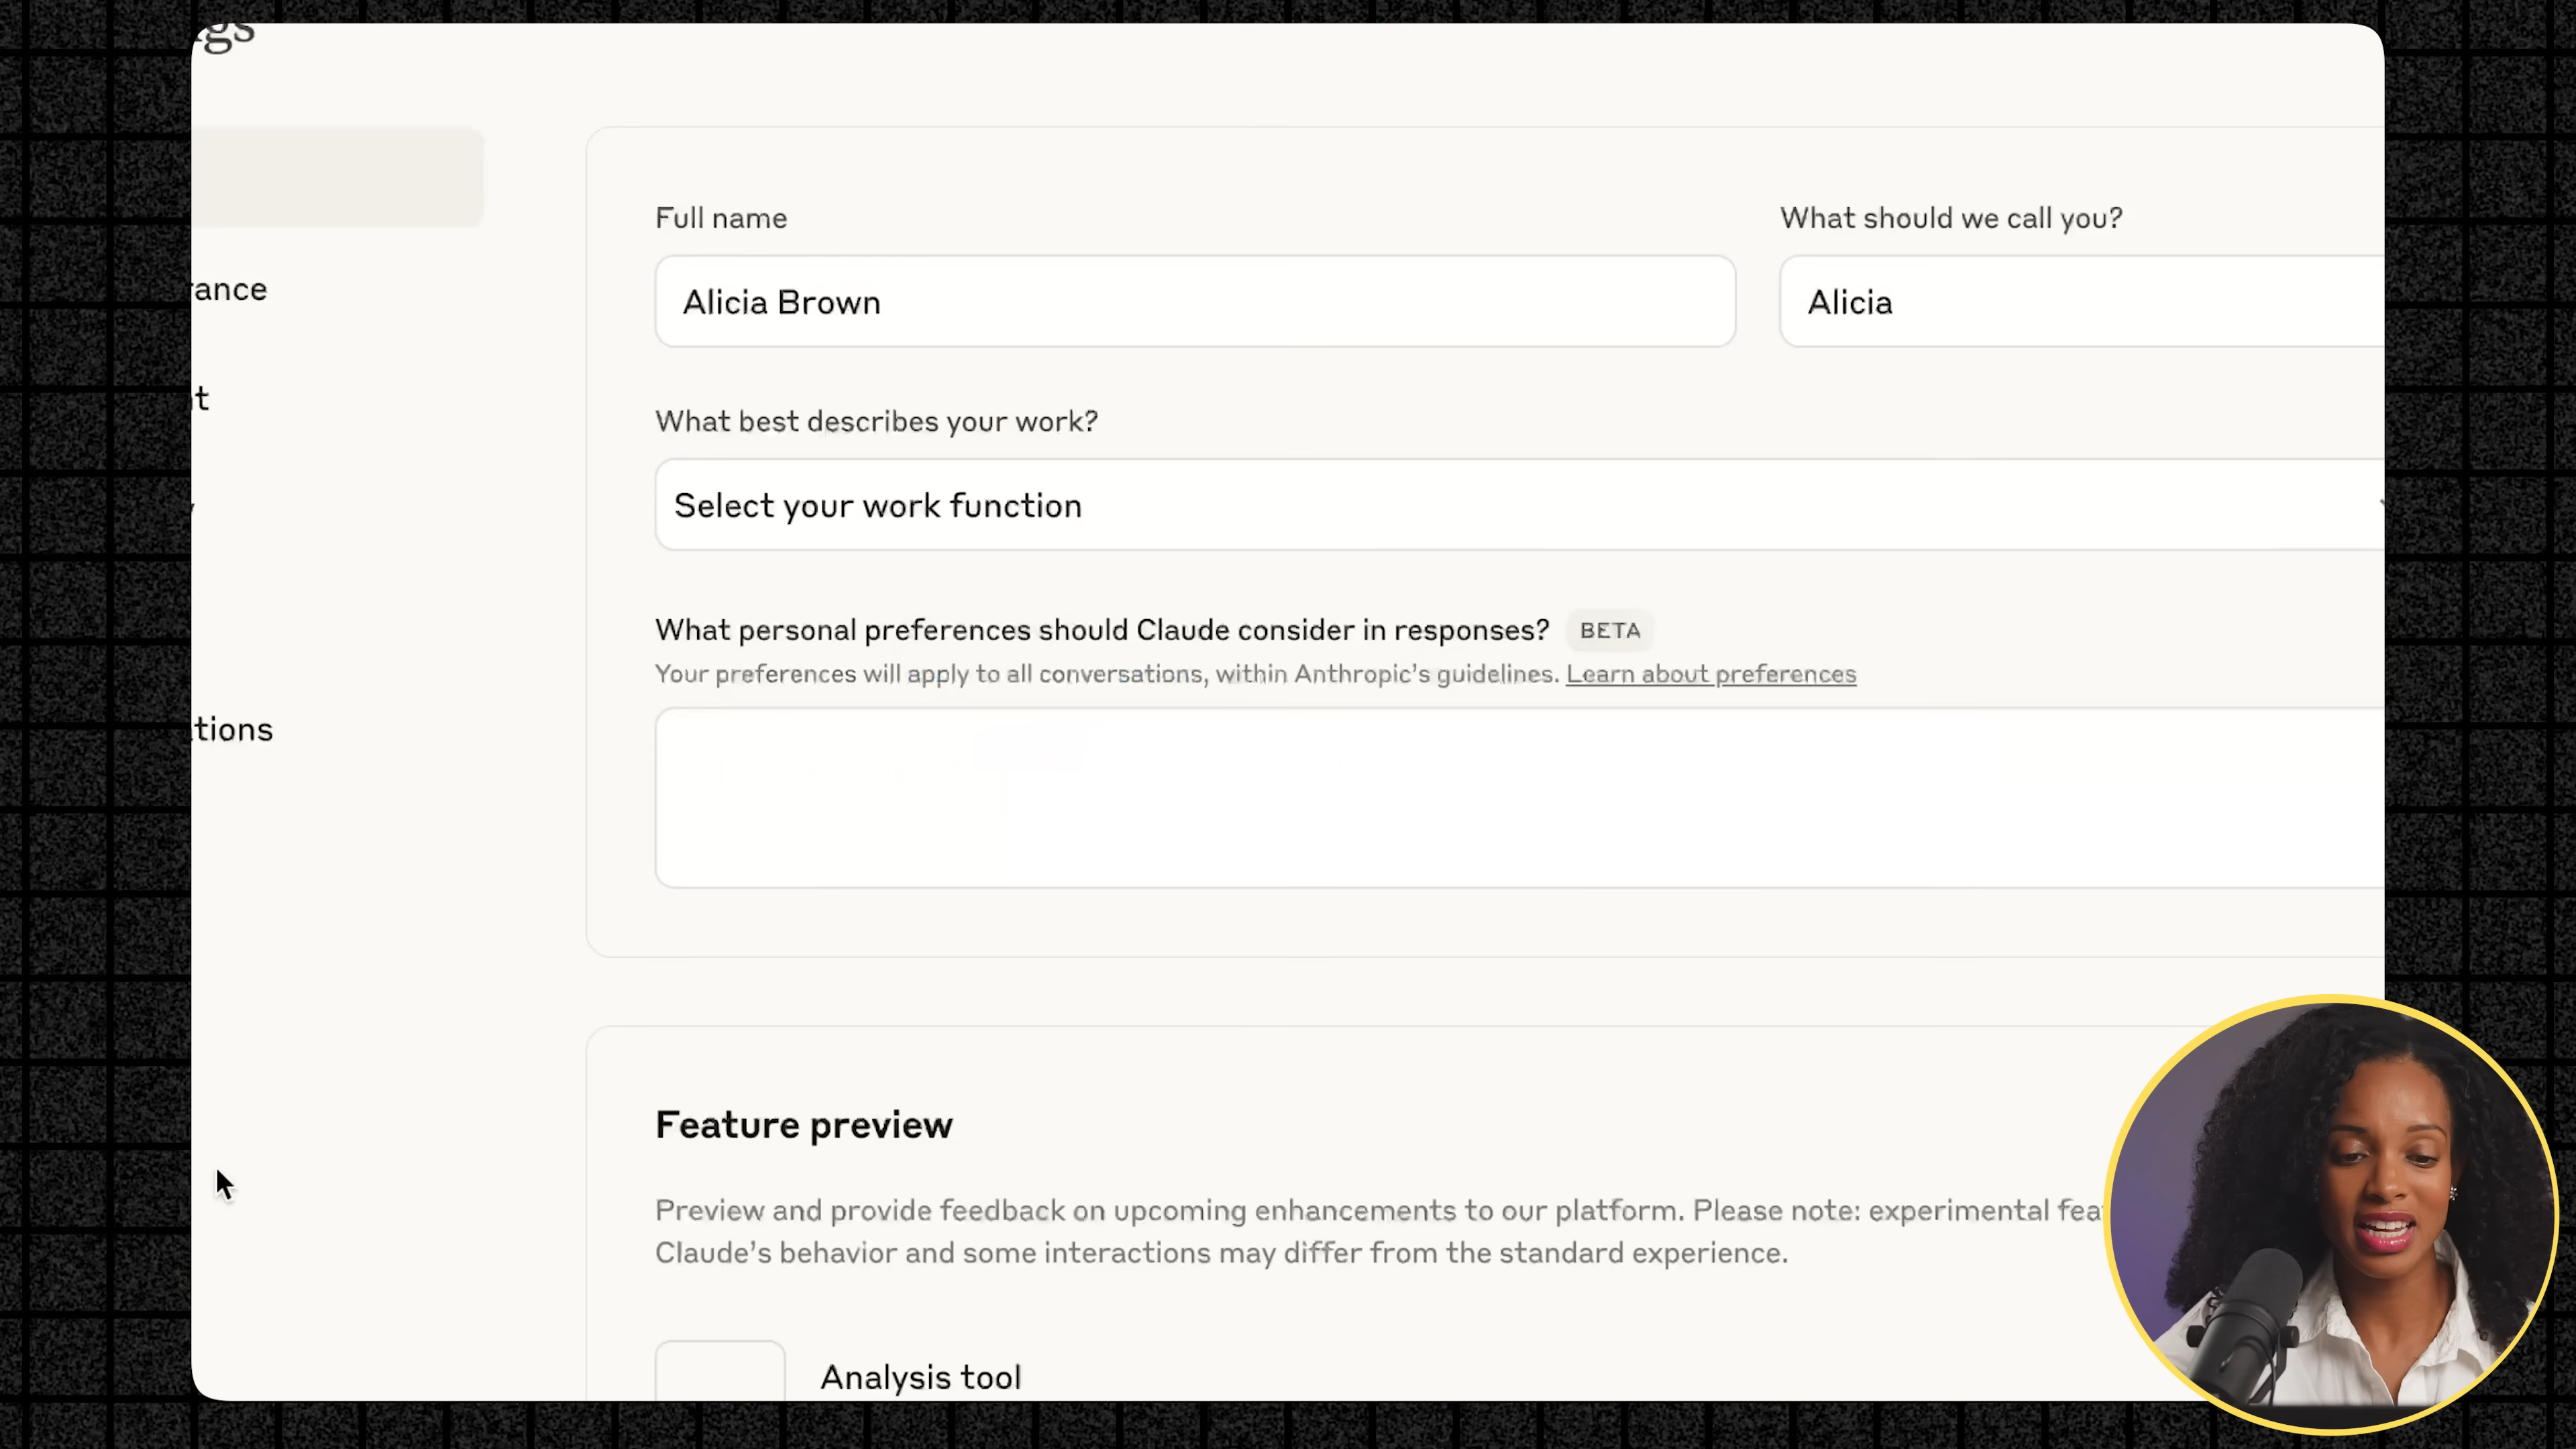 Full name
What should we call you?
Alicia Brown
Alicia
What best describes your work?
Select your work function
What personal preferences should Claude consider in responses? BETA
Your preferences will apply to all conversations, within Anthropic's guidelines. Learn about preferences
Feature preview
Preview and provide feedback on upcoming enhancements to our platform. Please note: experimental
Claude's behavior and some interactions may differ from the standard experience.
Analysis tool